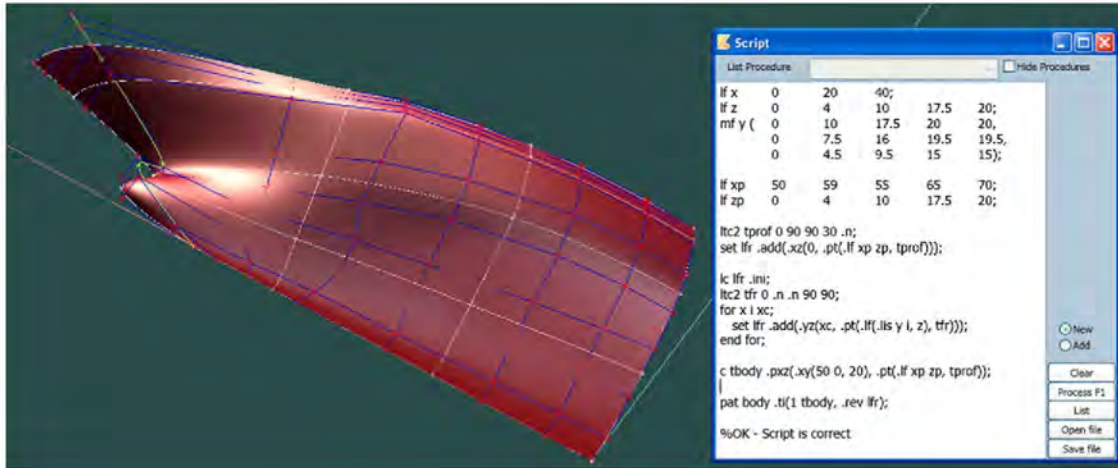 Script
List Procedure Hide Procedures
lf x 0 20 40;
lf z 0 4 10 17.5 20;
mf y ( 0 10 17.5 20 20,
0 7.5 16 19.5 19.5,
0 4.5 9.5 15 15);
lf xp 50 59 55 65 70;
lf zp 0 4 10 17.5 20;
ltc2 tprof 0 90 90 30 .n;
set lfr .add(.xz(0, .pt(.lf xp zp, tprof)));
lc lfr .ini;
ltc2 tfr 0 .n .n 90 90;
for x i xc;
set lfr .add(.yz(xc, .pt(.lf(.lis y i, z), tfr)));
end for;
c tbody .pxz(.xy(50 0, 20), .pt(.lf xp zp, tprof));
pat body .ti(1 tbody, .rev lfr);
%OK - Script is correct
New
Add
Clear
Process F1
List
Open file
Save file